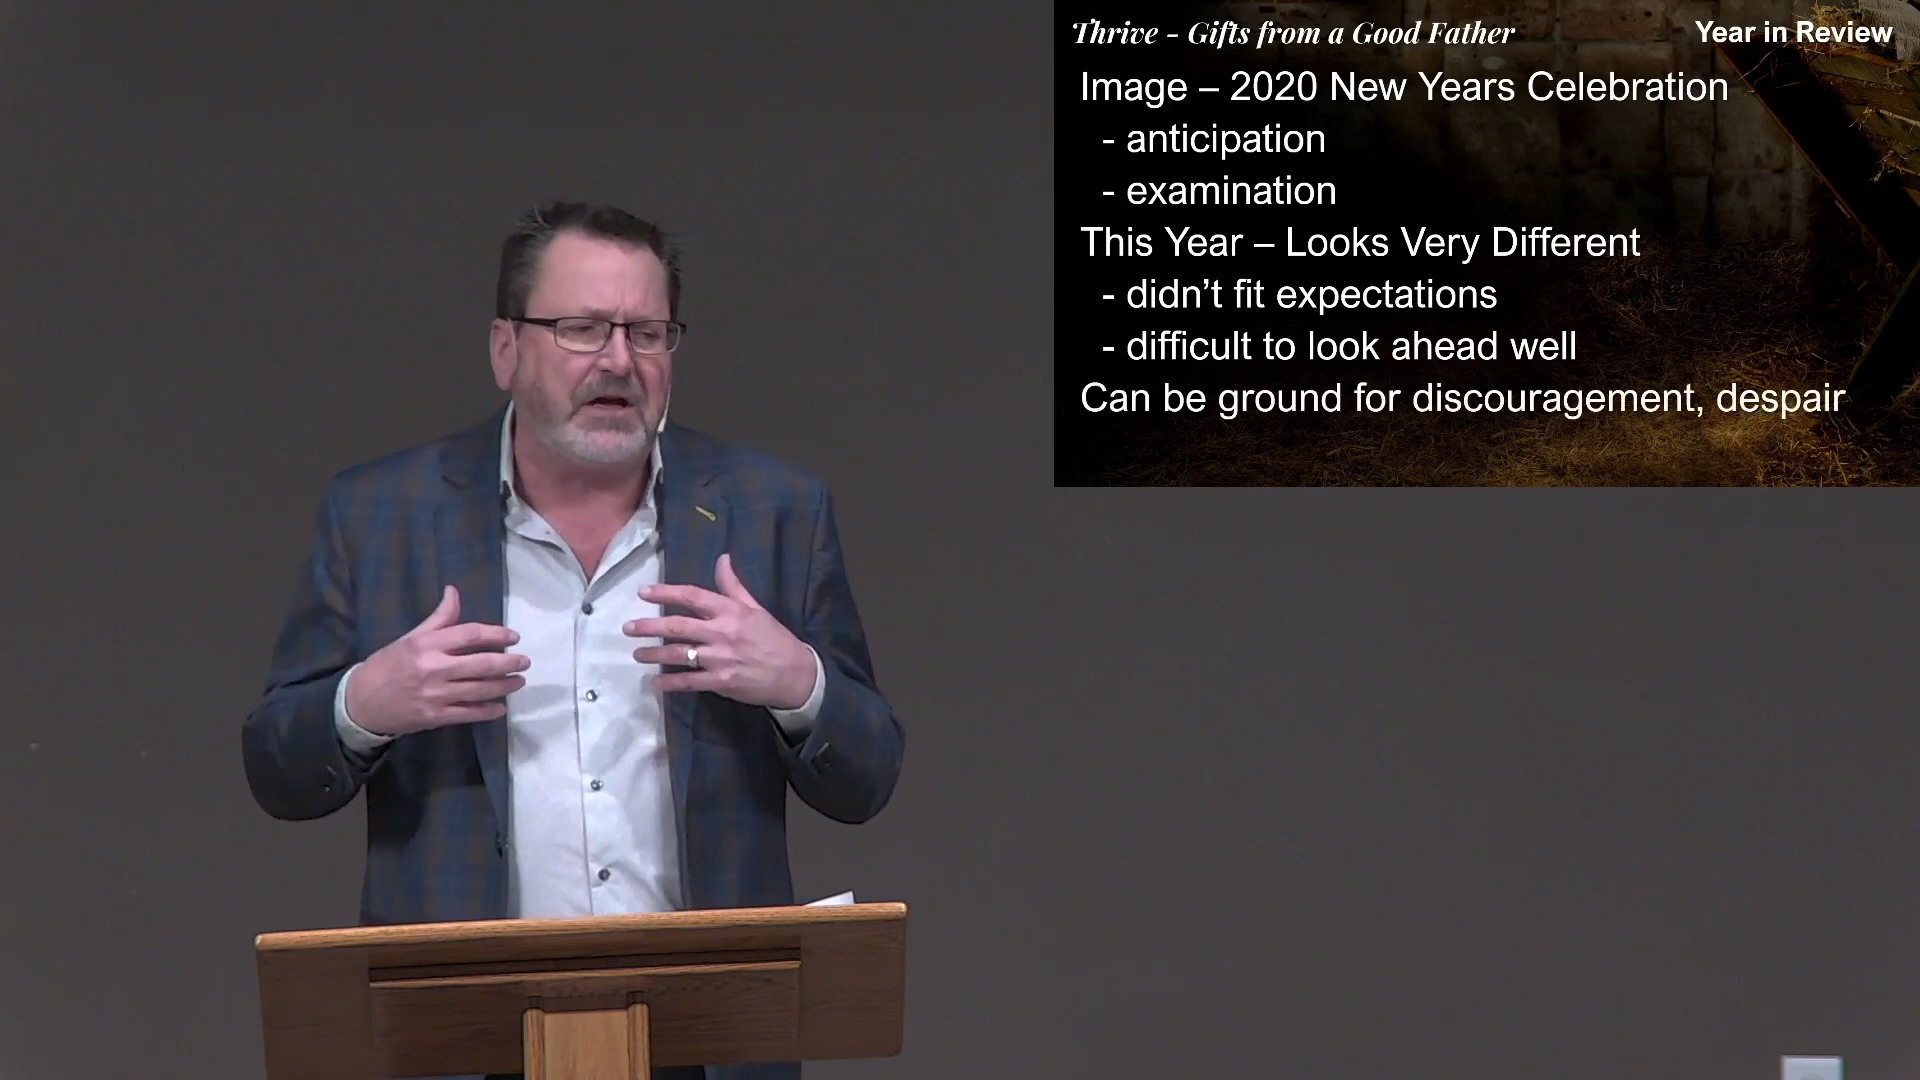 Thrive - Gifts from a Good Father
Year in Review
Image – 2020 New Years Celebration
- anticipation
- examination
This Year – Looks Very Different
- didn’t fit expectations
- difficult to look ahead well
Can be ground for discouragement, despair